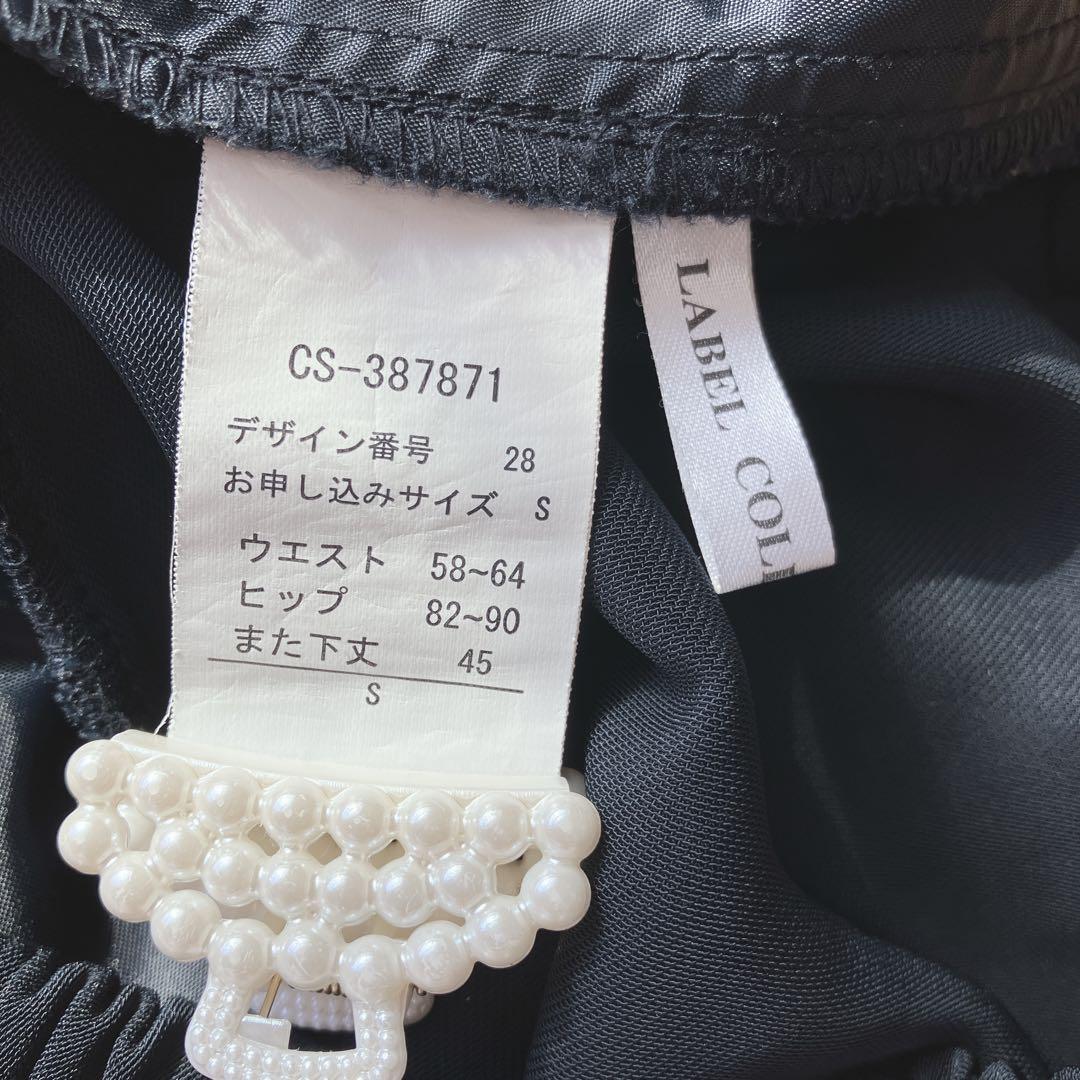 CS-387871
デザイン番号 28
お申し込みサイズ S
ウエスト 58~64
ヒップ 82~90
また下丈 45
S
LABEL COL